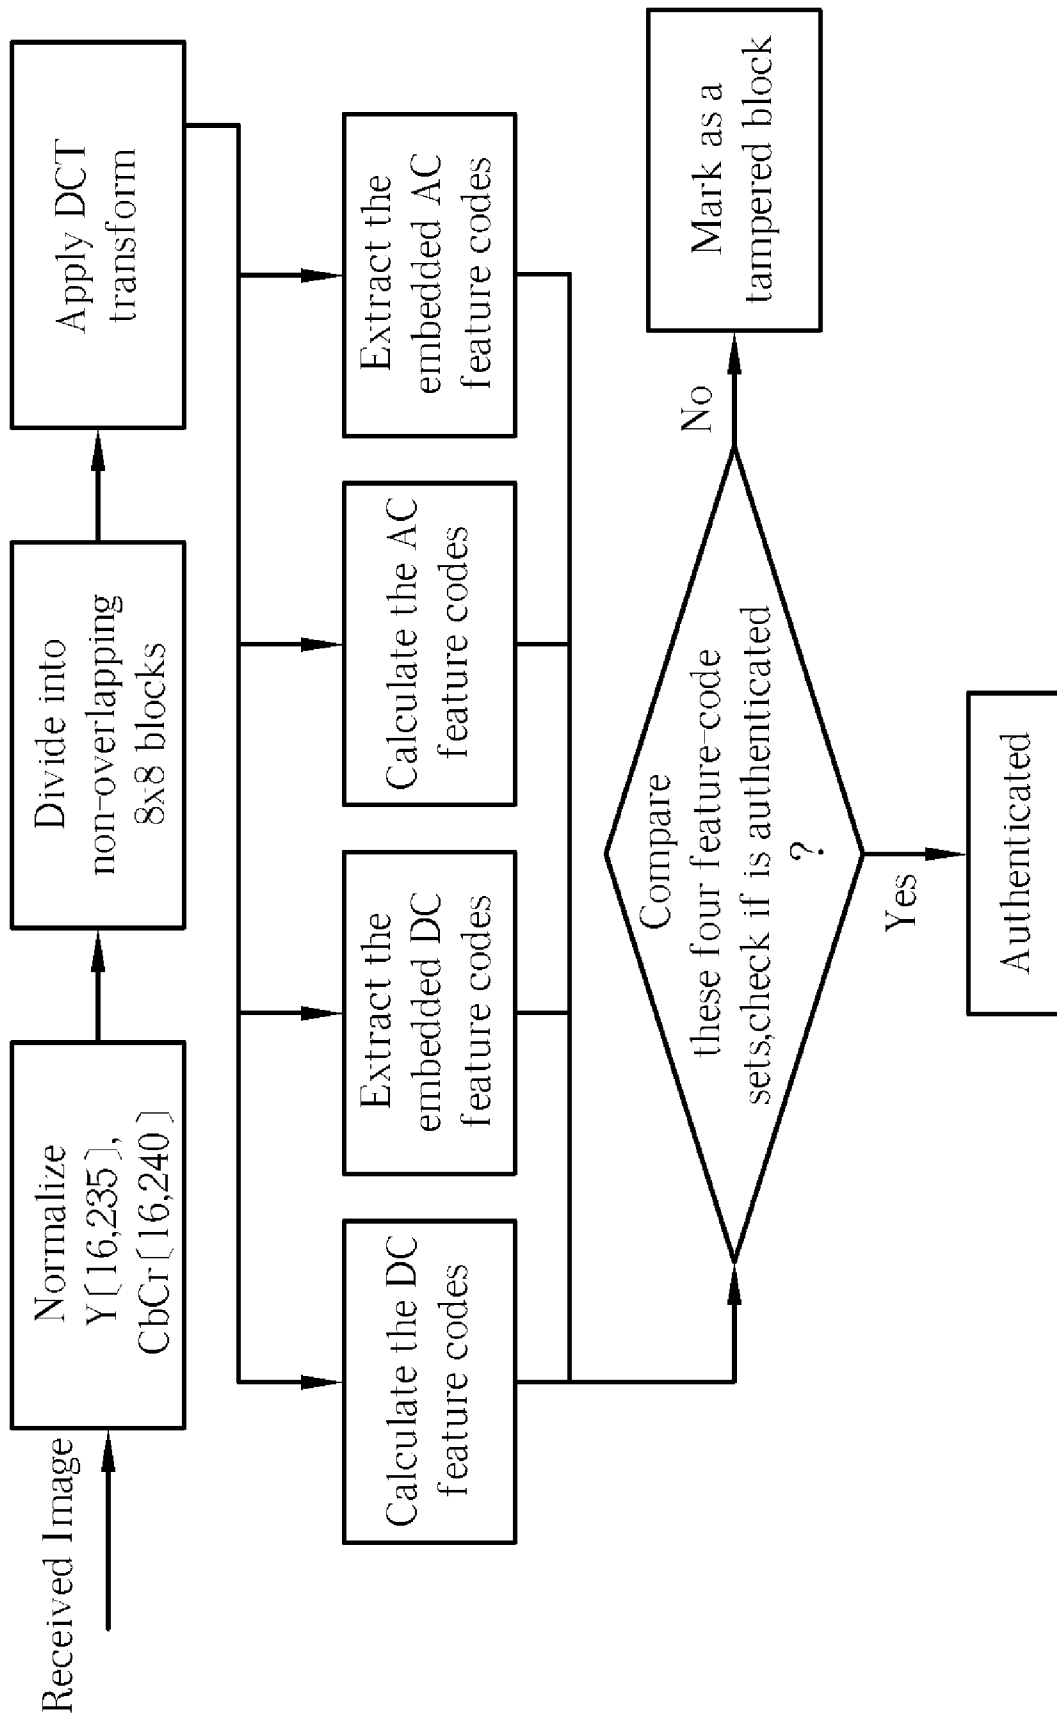 Received Image
Normalize
Y[16,235],
CbCr[16,240]
Divide into
non-overlapping
8x8 blocks
Apply DCT
transform
Calculate the DC
feature codes
Extract the
embedded DC
feature codes
Calculate the AC
feature codes
Extract the
embedded AC
feature codes
Compare
these four feature-code
sets,check if is authenticated
?
No
Mark as a
tampered block
Yes
Authenticated